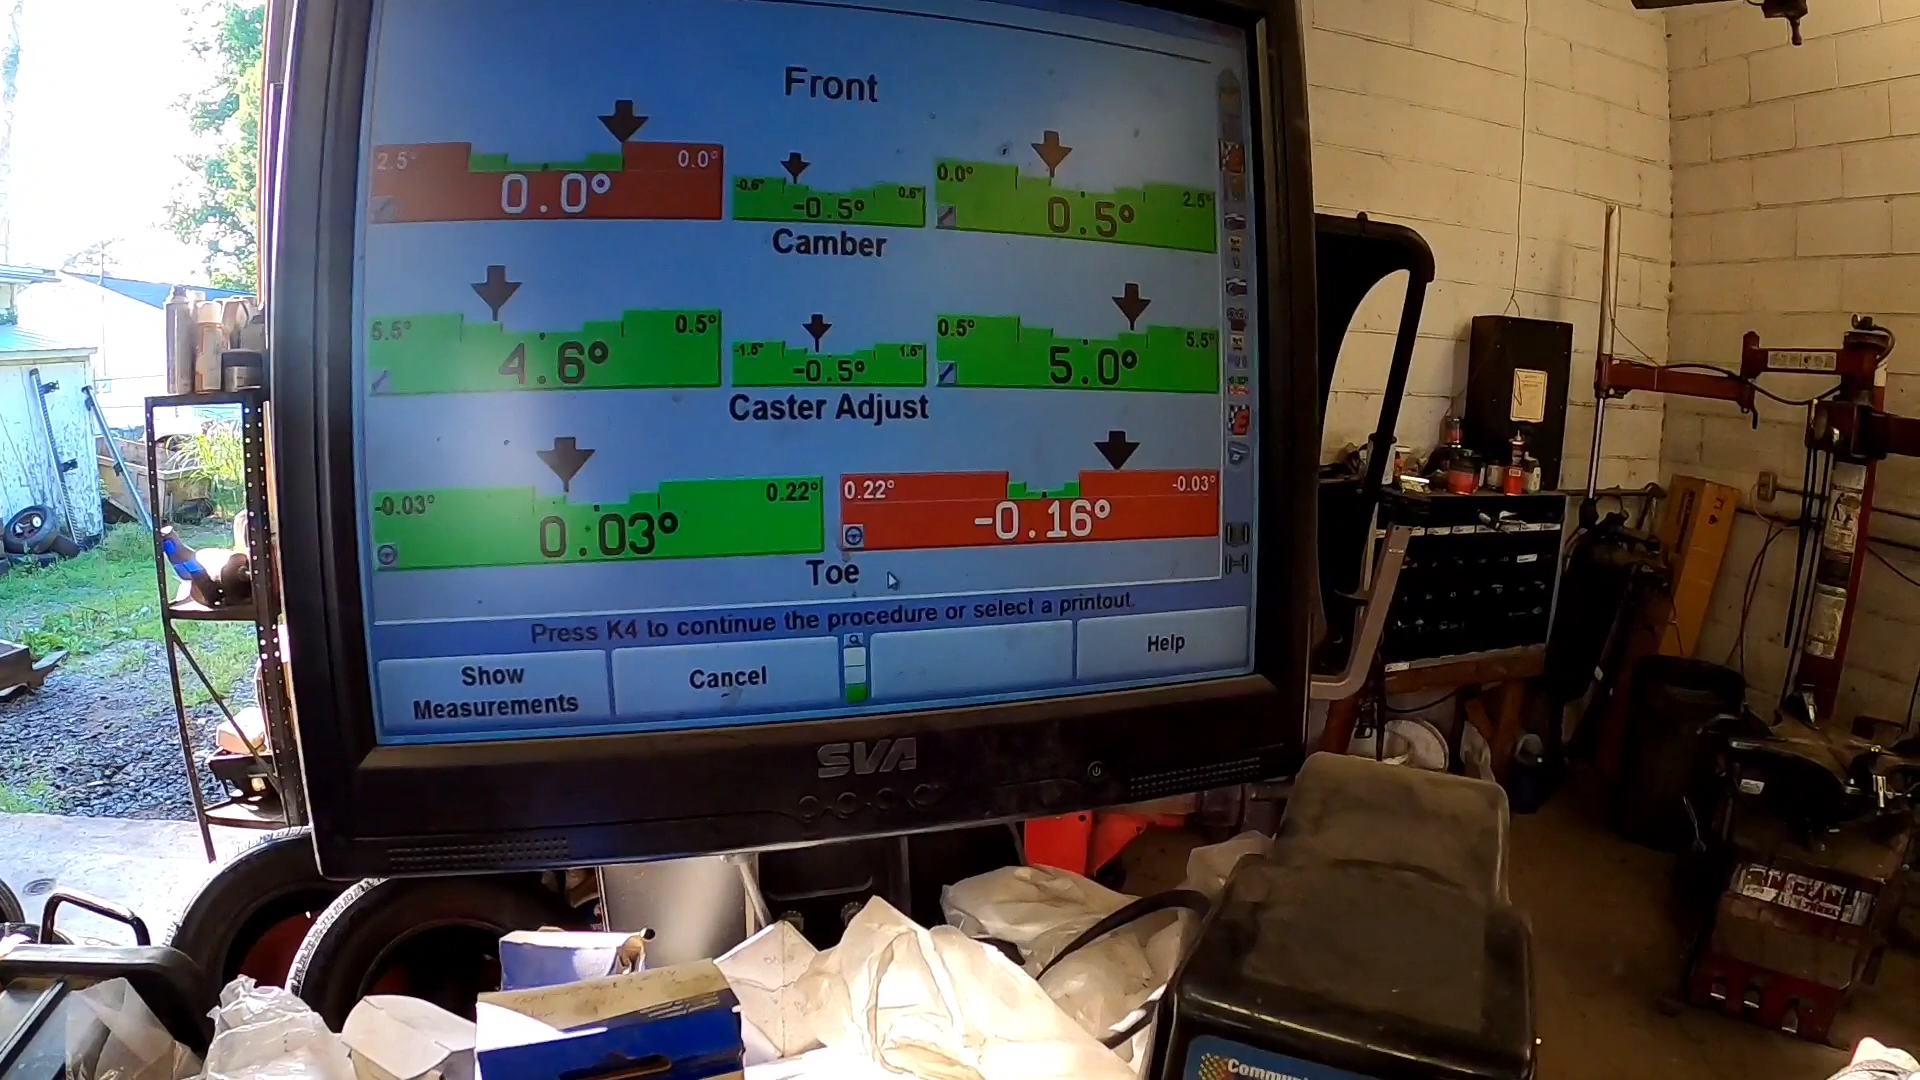 Front
2.5° 0.0° -0.6° 0.6° 0.0° 2.5°
0.0° -0.5° 0.5°
Camber
5.5° 0.5° -1.5° 1.5° 0.5° 5.5°
4.6° -0.5° 5.0°
Caster Adjust
-0.03° 0.22° 0.22° -0.03°
0.03° -0.16°
Toe
Press K4 to continue the procedure or select a printout.
Show
Measurements
Cancel
Help
SVA